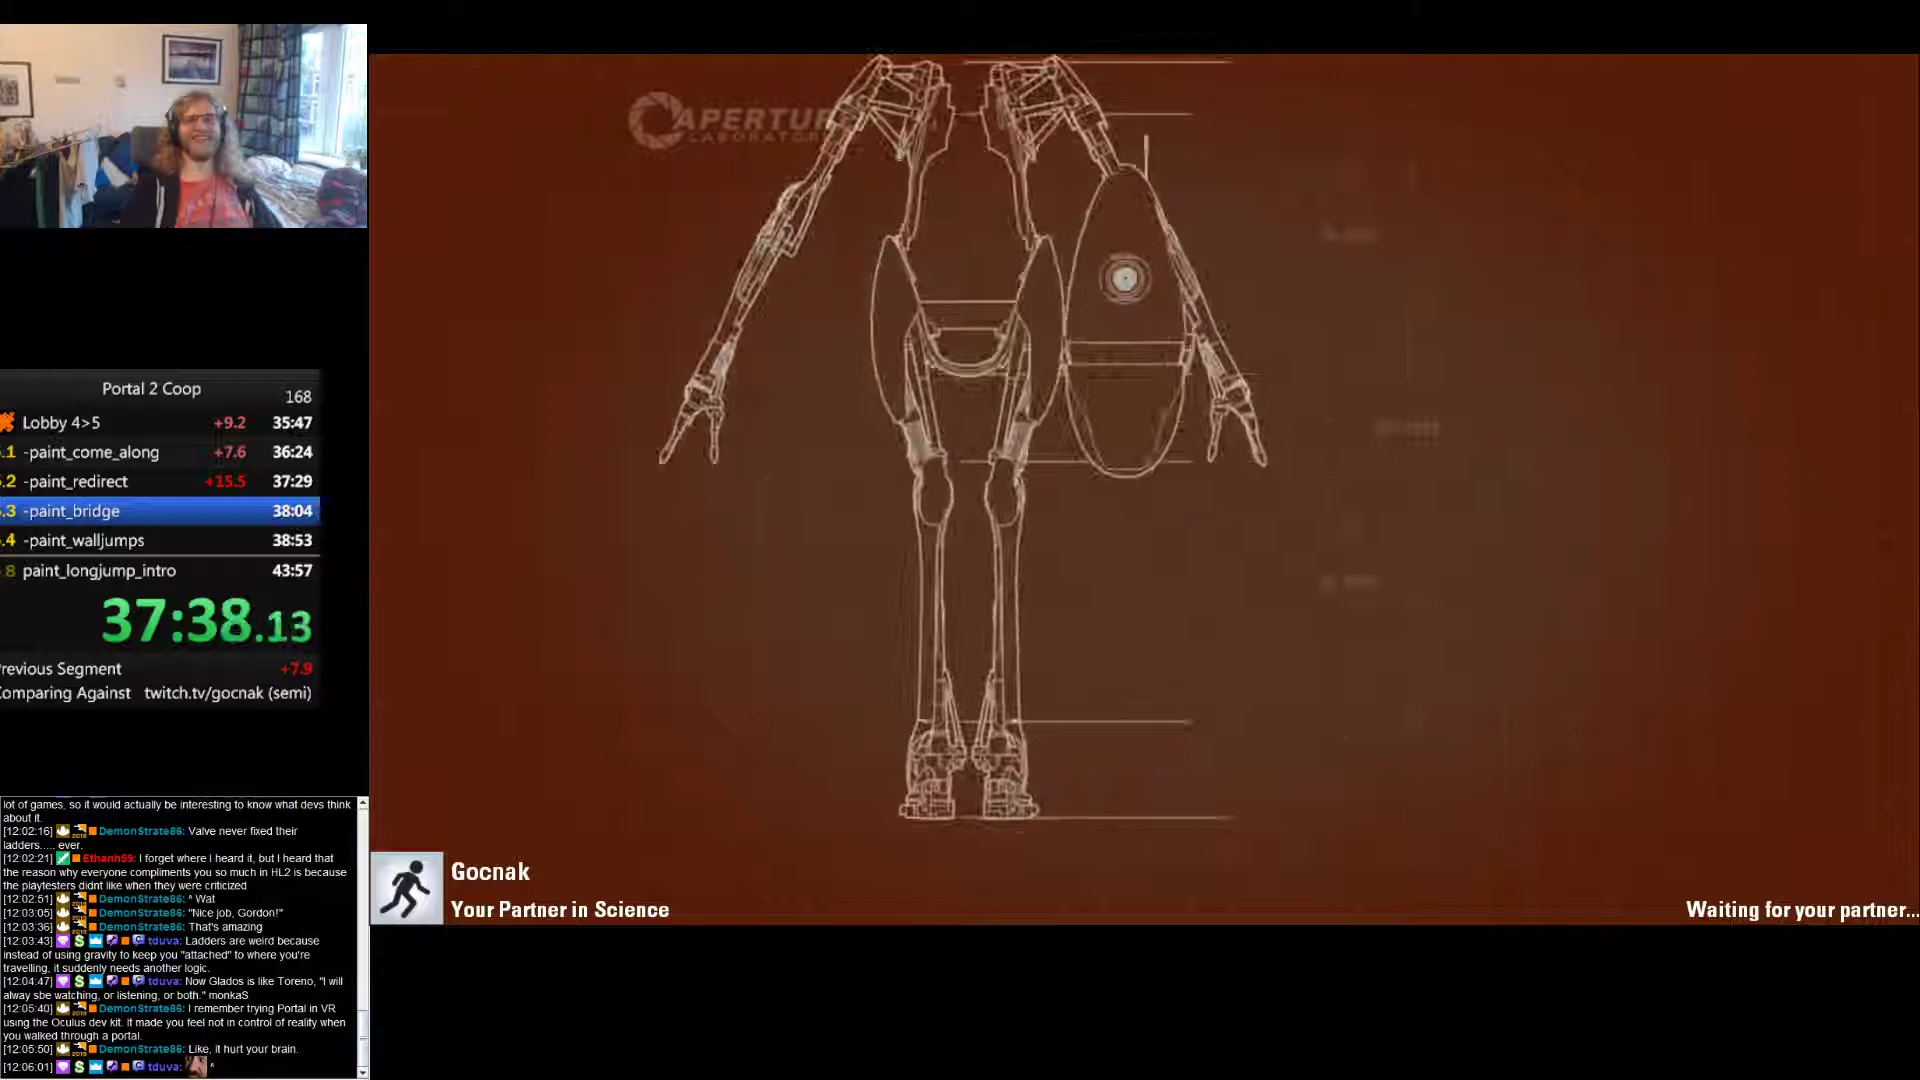 APERTURE
LABORATOR
Portal 2 Coop
168
Lobby 4>5 +9.2 35:47
.1 -paint_come_along +7.6 36:24
.2 -paint_redirect +15.5 37:29
.3 -paint_bridge 38:04
.4 -paint_walljumps 38:53
8 paint_longjump_intro 43:57
37:38.13
revious Segment +7.9
Comparing Against twitch.tv/gocnak (semi)
lot of games, so it would actually be interesting to know what devs think
about it.
[12:02:16] DemonStrate86: Valve never fixed their
ladders..... ever.
[12:02:21] Ethanh59: I forget where I heard it, but I heard that
the reason why everyone compliments you so much in HL2 is because
the playtesters didnt like when they were criticized
[12:02:51] DemonStrate86: ^ Wat
[12:03:05] DemonStrate86: "Nice job, Gordon!"
[12:03:36] DemonStrate86: That's amazing
[12:03:43] tduva: Ladders are weird because
instead of using gravity to keep you "attached" to where you're
travelling, it suddenly needs another logic.
[12:04:47] tduva: Now Glados is like Toreno, "I will
alway sbe watching, or listening, or both." monkaS
[12:05:40] DemonStrate86: I remember trying Portal in VR
using the Oculus dev kit. It made you feel not in control of reality when
you walked through a portal.
[12:05:50] DemonStrate86: Like, it hurt your brain.
[12:06:01] tduva: ^
Gocnak
Your Partner in Science
Waiting for your partner...